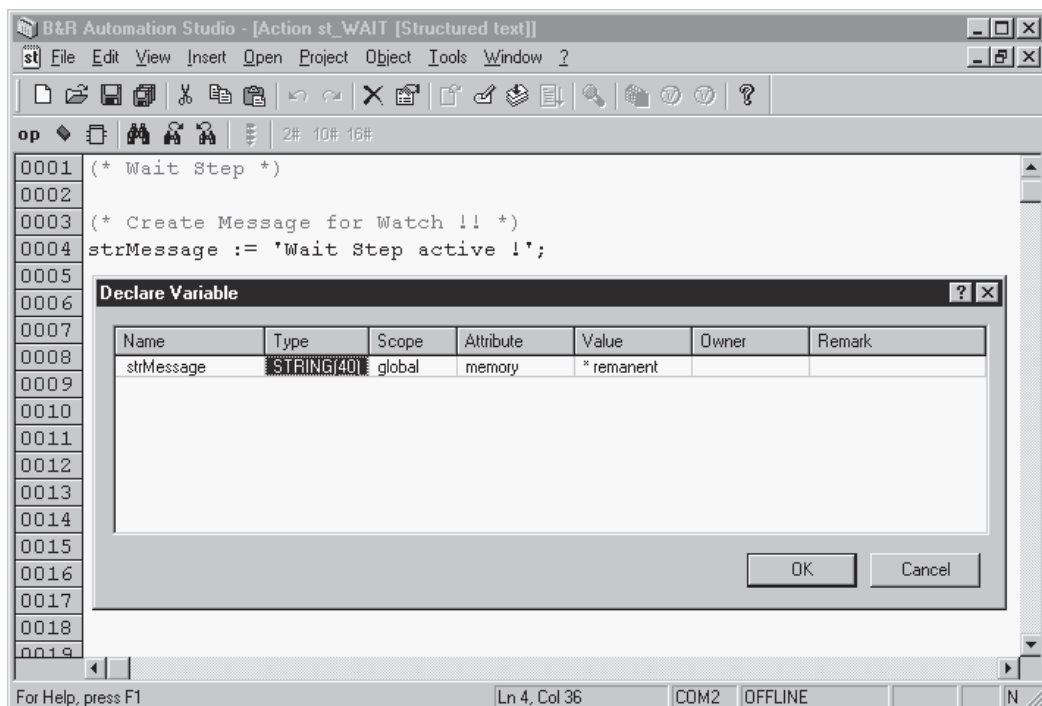 B&R Automation Studio - [Action st_WAIT [Structured text]]
st File Edit View Insert Open Project Object Tools Window ?
op 2# 10# 16#
0001 (* Wait Step *)
0002
0003 (* Create Message for Watch !! *)
0004 strMessage := 'Wait Step active !';
0005
Declare Variable
0006
0007
Name Type Scope Attribute Value Owner Remark
0008
strMessage STRING(40) global memory * remanent
0009
0010
0011
0012
0013
0014
0015
0016
OK Cancel
0017
0018
0019
For Help, press F1 Ln 4, Col 36 COM2 OFFLINE N